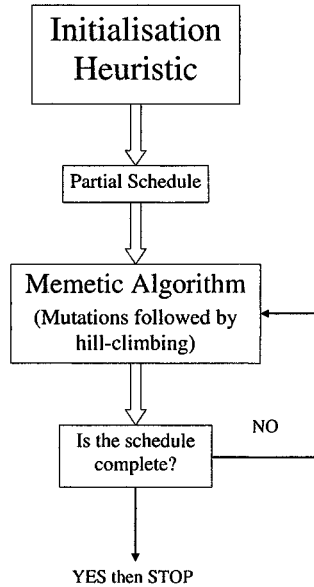 Initialisation
Heuristic
Partial Schedule
Memetic Algorithm
(Mutations followed by
hill-climbing)
Is the schedule
complete?
NO
YES then STOP